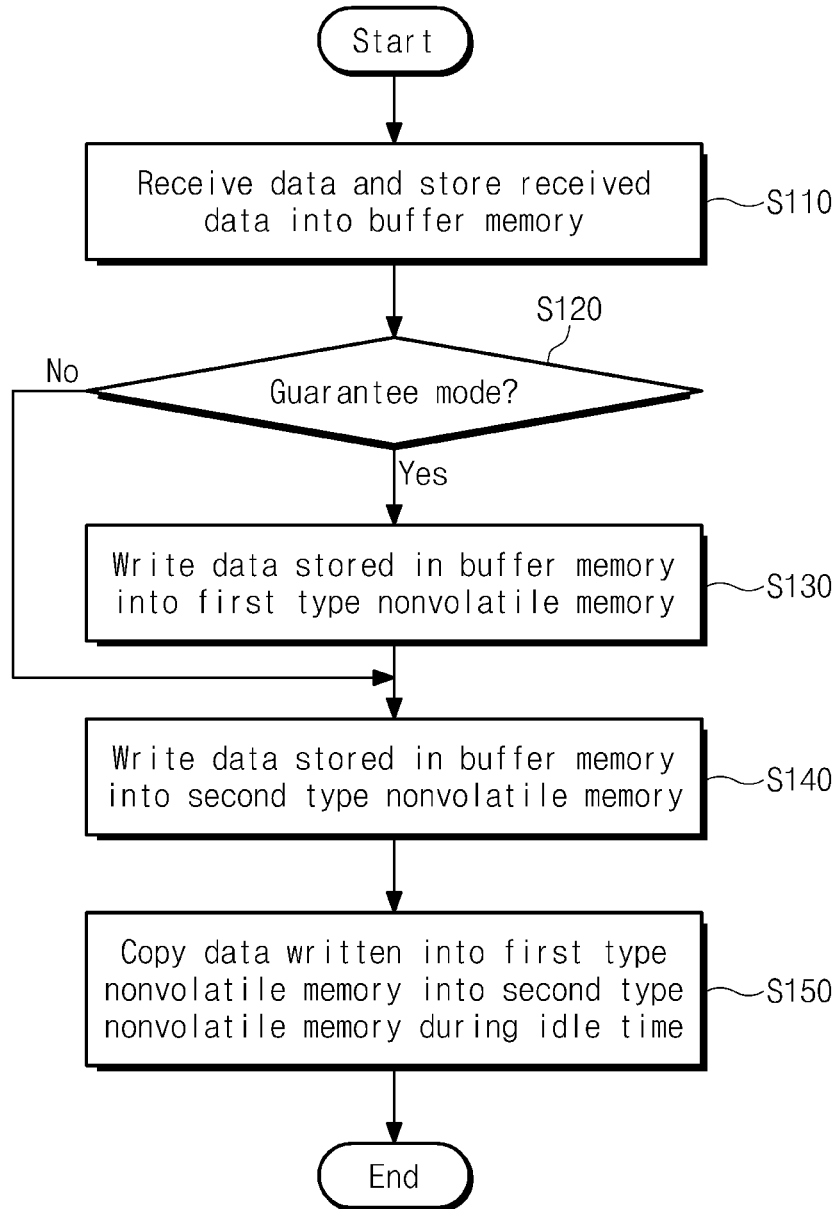 Start
Receive data and store received
data into buffer memory
S110
S120
No
Guarantee mode?
Yes
Write data stored in buffer memory
into first type nonvolatile memory
S130
Write data stored in buffer memory
into second type nonvolatile memory
S140
Copy data written into first type
nonvolatile memory into second type
nonvolatile memory during idle time
S150
End